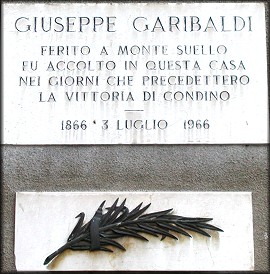 GIUSEPPE GARIBALDI
FERITO A MONTE SUELLO
FU ACCOLTO IN QUESTA CASA
NEI GIORNI CHE PRECEDETTERO
LA VITTORIA DI CONDINO
1866 * 3 LUGLIO * 1966